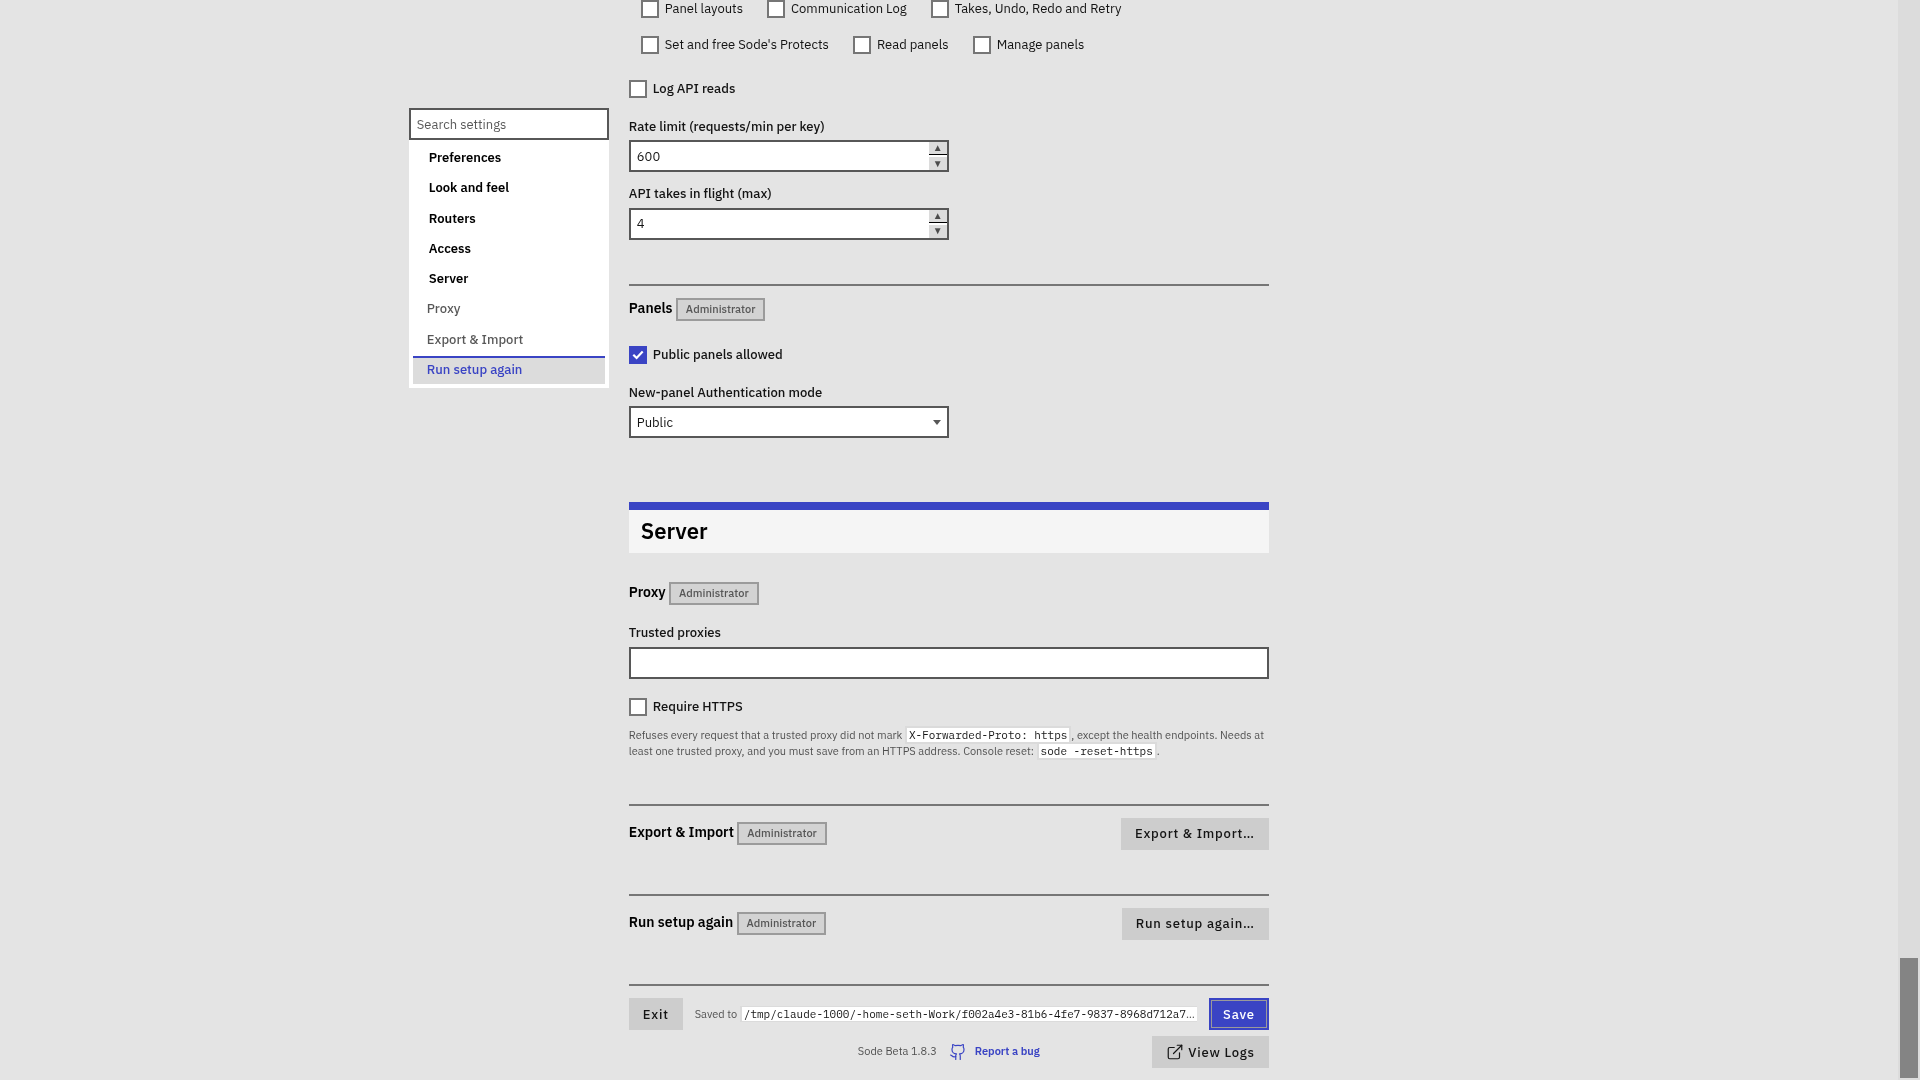 Panel layouts Communication Log Takes, Undo, Redo and Retry
Set and free Sode's Protects Read panels Manage panels
Log API reads
Search settings
Preferences
Look and feel
Routers
Access
Server
Proxy
Export & Import
Run setup again
Rate limit (requests/min per key)
600
API takes in flight (max)
4
Panels Administrator
Public panels allowed
New-panel Authentication mode
Public
Server
Proxy Administrator
Trusted proxies
Require HTTPS
Refuses every request that a trusted proxy did not mark X-Forwarded-Proto: https, except the health endpoints. Needs at
least one trusted proxy, and you must save from an HTTPS address. Console reset: sode -reset-https.
Export & Import Administrator Export & Import...
Run setup again Administrator Run setup again...
Exit Saved to /tmp/claude-1000/-home-seth-Work/f002a4e3-81b6-4fe7-9837-8968d712a7... Save
Sode Beta 1.8.3 Report a bug View Logs